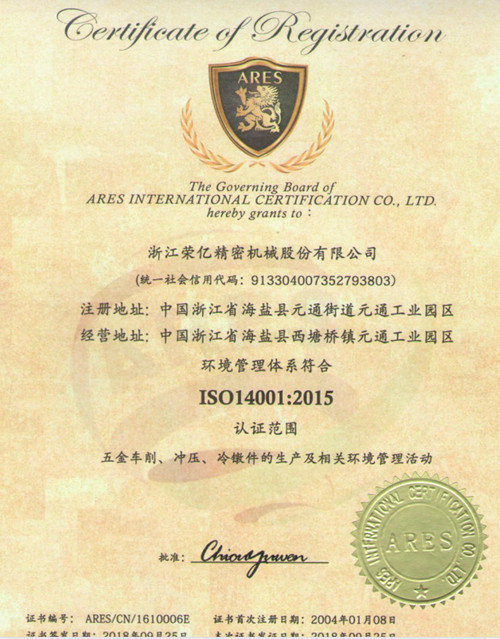 Certificate of Registration
ARES
The Governing Board of
ARES INTERNATIONAL CERTIFICATION CO., LTD.
hereby grants to :
浙江荣亿精密机械股份有限公司
(统一社会信用代码：913304007352793803)
注册地址：中国浙江省海盐县元通街道元通工业园区
经营地址：中国浙江省海盐县西塘桥镇元通工业园区
环境管理体系符合
ISO14001:2015
认证范围
五金车削、冲压、冷镦件的生产及相关环境管理活动
ARES INTERNATIONAL CERTIFICATION CO. LTD.
ARES
批准：
证书编号： ARES/CN/1610006E
证书首次注册日期：2004年01月08日